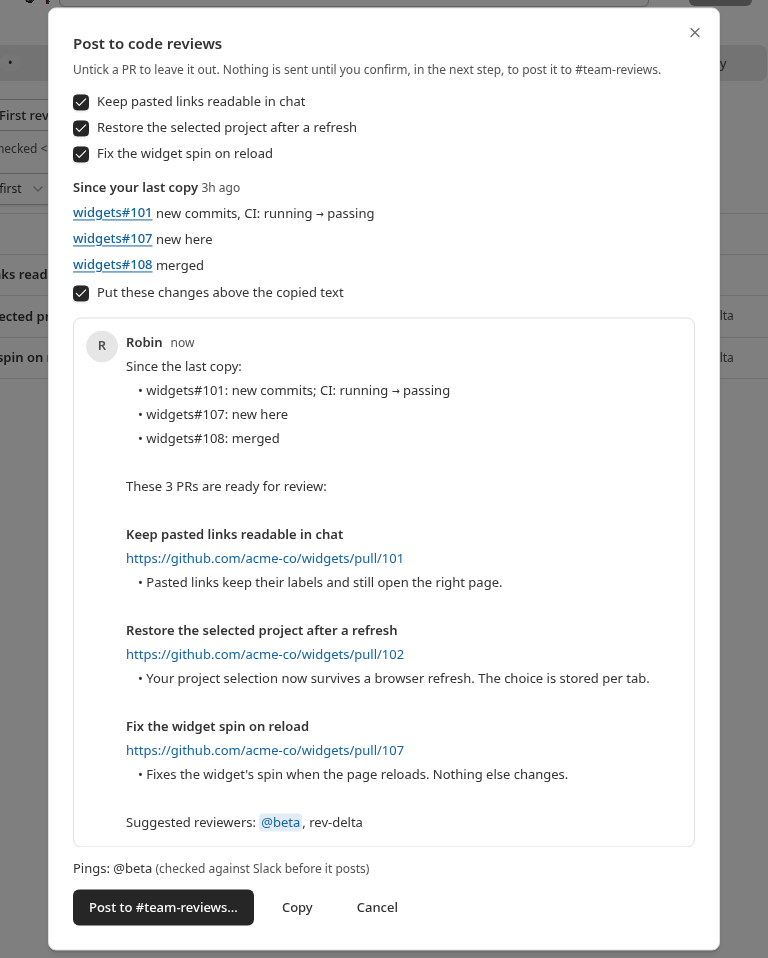 Post to code reviews
Untick a PR to leave it out. Nothing is sent until you confirm, in the next step, to post it to #team-reviews.
Keep pasted links readable in chat
Restore the selected project after a refresh
Fix the widget spin on reload
Since your last copy 3h ago
widgets#101 new commits, CI: running → passing
widgets#107 new here
widgets#108 merged
Put these changes above the copied text
R
Robin now
Since the last copy:
• widgets#101: new commits; CI: running → passing
• widgets#107: new here
• widgets#108: merged
These 3 PRs are ready for review:
Keep pasted links readable in chat
https://github.com/acme-co/widgets/pull/101
• Pasted links keep their labels and still open the right page.
Restore the selected project after a refresh
https://github.com/acme-co/widgets/pull/102
• Your project selection now survives a browser refresh. The choice is stored per tab.
Fix the widget spin on reload
https://github.com/acme-co/widgets/pull/107
• Fixes the widget's spin when the page reloads. Nothing else changes.
Suggested reviewers: @beta, rev-delta
Pings: @beta (checked against Slack before it posts)
Post to #team-reviews...
Copy
Cancel
First
first
spin on